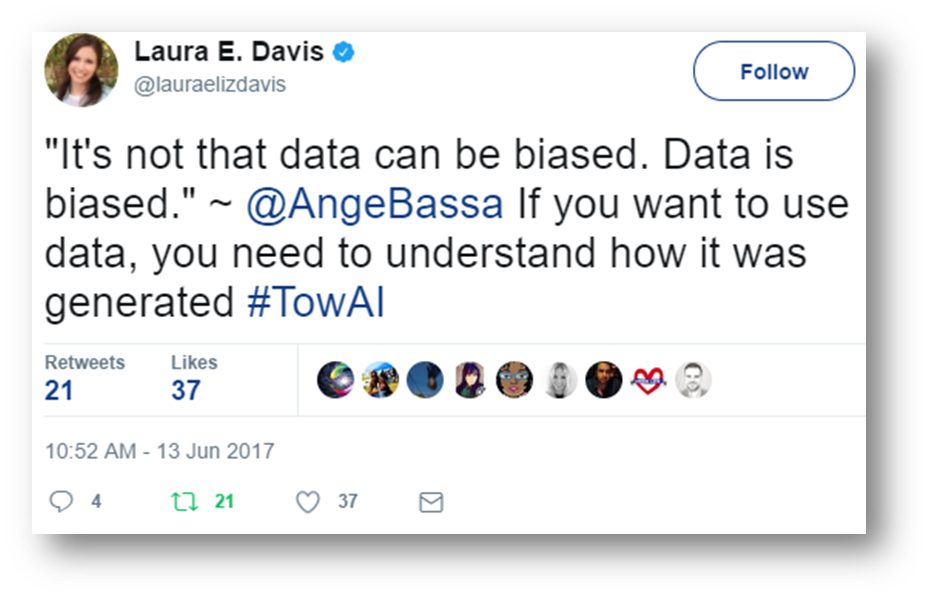 Laura E. Davis
@lauraelizdavis
Follow
"It's not that data can be biased. Data is
biased." ~ @AngeBassa If you want to use
data, you need to understand how it was
generated #TowAI
Retweets Likes
21 37
10:52 AM - 13 Jun 2017
4 21 37